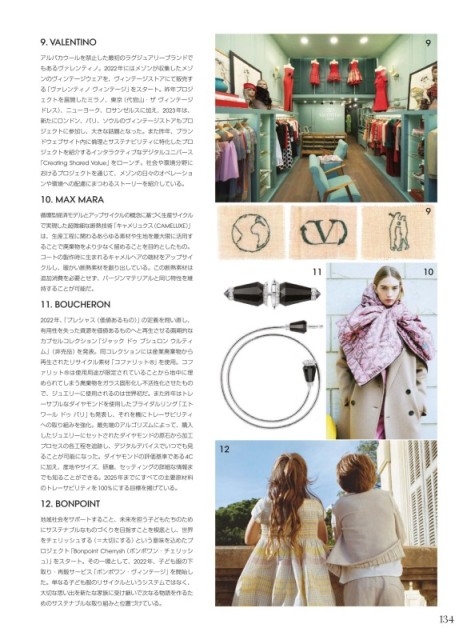 9. VALENTINO
アルパカウールを禁止した最初のラグジュアリーブランドで
もあるヴァレンティノ。2022年にはメゾンが収集したメゾ
ンのヴィンテージウェアを、ヴィンテージストアにて販売す
る「ヴァレンティノ ヴィンテージ」をスタート。昨年プロジ
ェクトを展開したミラノ、東京（代官山・ザ ヴィンテージ
ドレス）、ニューヨーク、ロサンゼルスに加え、2023年は、
新たにロンドン、パリ、ソウルのヴィンテージストアもプロ
ジェクトに参加し、大きな話題となった。また昨年、ブラン
ドウェブサイト内に倫理とサステナビリティに特化したプロ
ジェクトを紹介するインタラクティブなデジタルユニバース
「Creating Shared Value」をローンチ。社会や環境分野に
おけるプロジェクトを通じて、メゾンの日々のオペレーショ
ンや環境への配慮にまつわるストーリーを紹介している。
10. MAX MARA
循環型経済モデルとアップサイクルの概念に基づく生産サイクル
で実現した超微細な断熱技術「キャメリュクス（CAMELUXE）」
は、生産工程に関わるあらゆる素材や生地を最大限に活用す
ることで廃棄物をより少なく留めることを目的としたもの。
コートの製作時に生まれるキャメルヘアの端材をアップサイ
クルし、暖かい断熱素材を創り出している。この断熱素材は
追加消費を必要とせず、バージンマテリアルと同じ特性を維
持することが可能だ。
11. BOUCHERON
2022年、「プレシャス（価値あるもの）」の定義を問い直し、
利用性を失った資源を価値あるものへと再生させる画期的な
カプセルコレクション「ジャック ドゥ ブシュロン ウルティ
ム」（非売品）を発表。同コレクションには産業廃棄物から
再生されたリサイクル素材「コファリット®」を使用。コフ
ァリット®は使用用途が限定されていることから地中に埋
められてしまう廃棄物をガラス固形化し不活性化させたもの
で、ジュエリーに使用されるのは世界初だ。また昨年はトレ
ーサブルなダイヤモンドを使用したブライダルリング「エト
ワール ドゥ パリ」も発表し、それを機にトレーサビリティ
への取り組みを強化。最先端のアルゴリズムによって、購入
したジュエリーにセットされたダイヤモンドの原石から加工
プロセスの各工程を追跡し、デジタルデバイスでいつでも見
ることが可能になった。ダイヤモンドの評価基準である4C
に加え、産地やサイズ、研磨、セッティングの詳細な情報ま
でも知ることができる。2025年までにすべての主要原材料
のトレーサビリティを100％にする目標を掲げている。
12. BONPOINT
地域社会をサポートすること、未来を担う子どもたちのため
にサステナブルなものづくりを目指すことを根底とし、世界
をチェリッシュする（＝大切にする）という意味を込めたプ
ロジェクト「Bonpoint Cherrysh（ボンポワン・チェリッシ
ュ）」をスタート。その一環として、2022年、子ども服の下
取り・再販サービス「ボンポワン・ヴィンテージ」を開始し
た。単なる子ども服のリサイクルというシステムではなく、
大切な思い出を新たな家族に受け継いで次なる物語を作るた
めのサステナブルな取り組みと位置づけている。
9
9
V
11
10
12
134